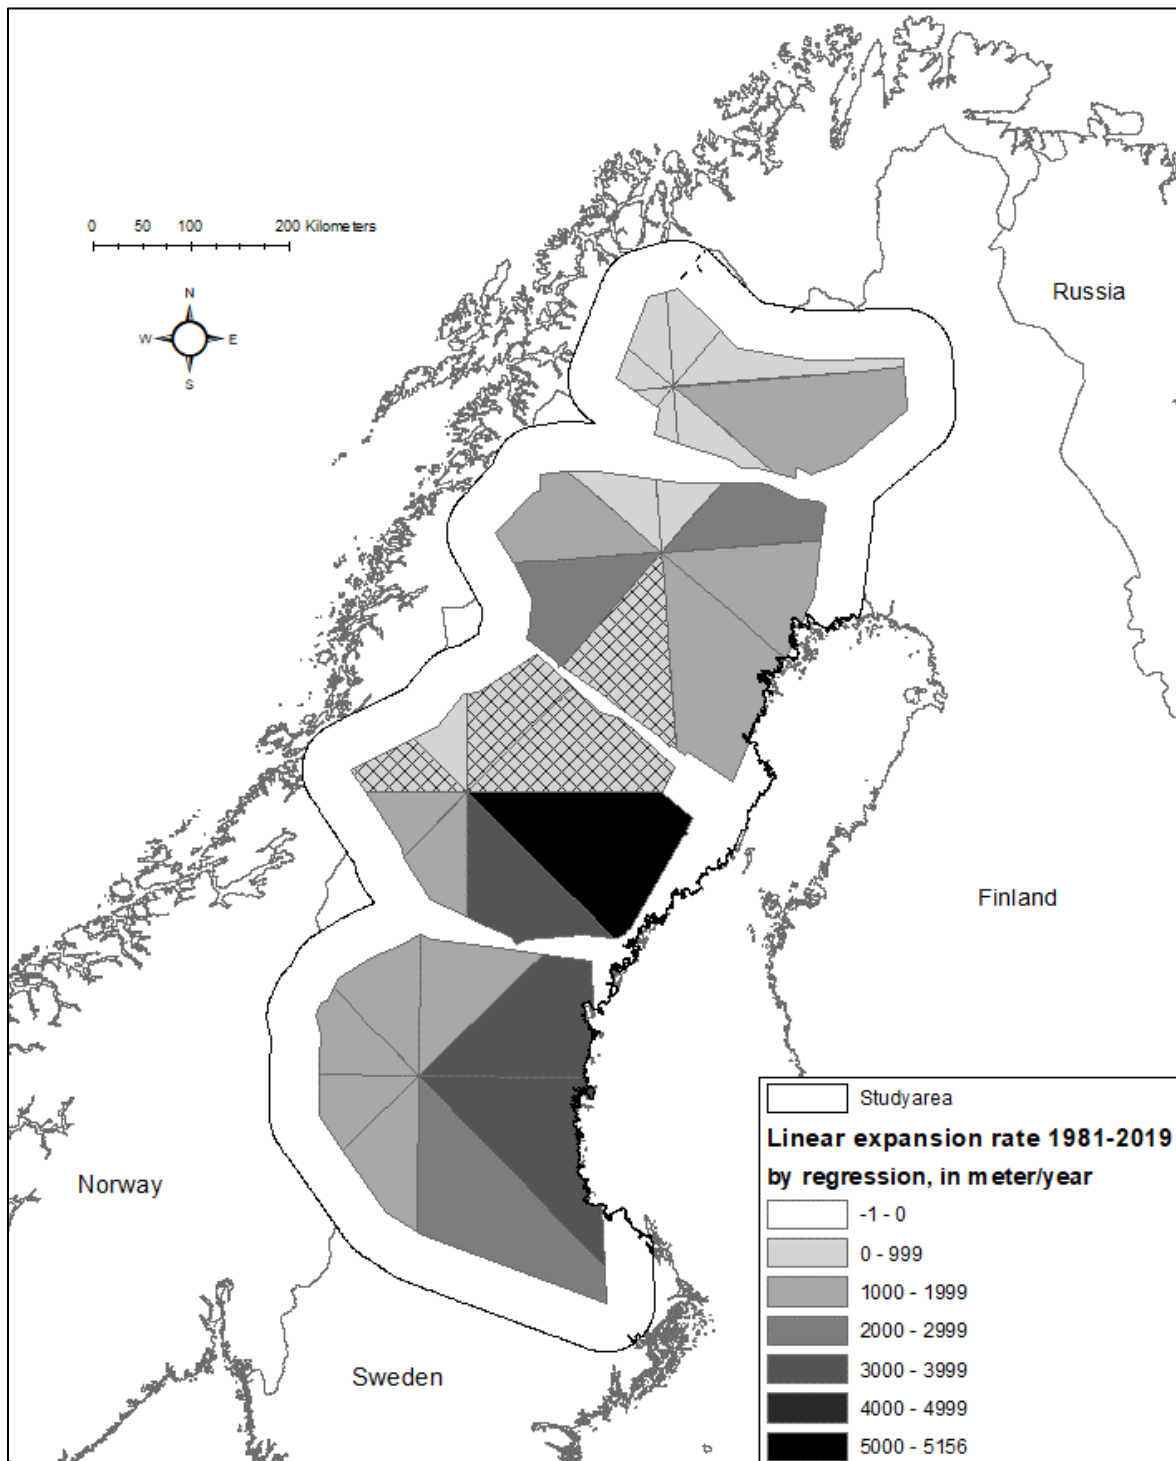 0 50 100 200 Kilometers
N
W E
S
Russia
Finland
Norway
Sweden
Studyarea
Linear expansion rate 1981-2019
by regression, in meter/year
-1 - 0
0 - 999
1000 - 1999
2000 - 2999
3000 - 3999
4000 - 4999
5000 - 5156